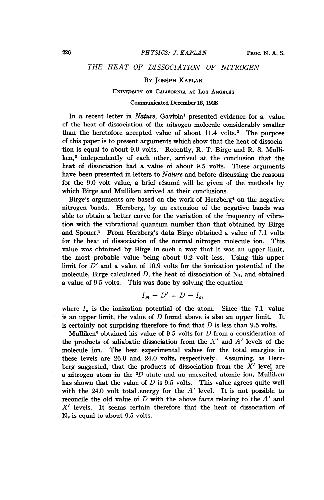 226 PHYSICS: J. KAPLAN PROC. N. A. S.
THE HEAT OF DISSOCIATION OF NITROGEN
BY JOSEPH KAPLAN
UNIVERSITY OF CALIFORNIA AT LOS ANGELES
Communicated December 18, 1928
In a recent letter in Nature, Gaviola¹ presented evidence for a value
of the heat of dissociation of the nitrogen molecule considerably smaller
than the heretofore accepted value of about 11.4 volts.² The purpose
of this paper is to present arguments which show that the heat of dissocia-
tion is equal to about 9.0 volts. Recently, R. T. Birge and R. S. Mulli-
ken,³ independently of each other, arrived at the conclusion that the
heat of dissociation had a value of about 9.5 volts. These arguments
have been presented in letters to Nature and before discussing the reasons
for the 9.0 volt value, a brief résumé will be given of the methods by
which Birge and Mulliken arrived at their conclusions.
Birge's arguments are based on the work of Herzberg⁴ on the negative
nitrogen bands. Herzberg, by an extension of the negative bands was
able to obtain a better curve for the variation of the frequency of vibra-
tion with the vibrational quantum number than that obtained by Birge
and Sponer.² From Herzberg's data Birge obtained a value of 7.1 volts
for the heat of dissociation of the normal nitrogen molecule ion. This
value was obtained by Birge in such a way that it was an upper limit,
the most probable value being about 0.2 volt less. Using this upper
limit for D' and a value of 16.9 volts for the ionization potential of the
molecule, Birge calculated D, the heat of dissociation of N₂, and obtained
a value of 9.5 volts. This was done by solving the equation
I
where I is the ionization potential of the atom. Since the 7.1 value
is an upper limit, the value of D found above is also an upper limit. It
is certainly not surprising therefore to find that D is less than 9.5 volts.
Mulliken³ obtained his value of 9.5 volts for D from a consideration of
the products of adiabatic dissociation from the X' and A' levels of the
molecule ion. The best experimental values for the total energies in
these levels are 26.0 and 24.0 volts, respectively. Assuming, as Herz-
berg suggested, that the products of dissociation from the X' level are
a nitrogen atom in the ²D state and an unexcited atomic ion, Mulliken
has shown that the value of D is 9.5 volts. This value agrees quite well
with the 24.0 volt total energy for the A' level. It is not possible to
reconcile the old value of D with the above facts relating to the A' and
X' levels. It seems certain therefore that the heat of dissociation of
N₂ is equal to about 9.5 volts.